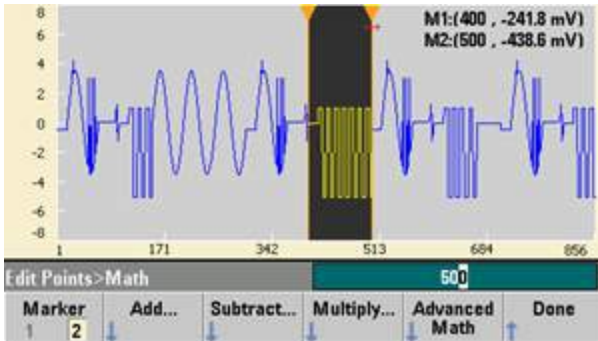 8
M1:(400 , -241.8 mV)
6
M2:(500 , -438.6 mV)
4
2
0
-2
-4
-6
-8
1 171 342 513 684 856
Edit Points>Math 500
Marker Add... Subtract... Multiply... Advanced Done
1 2 Math